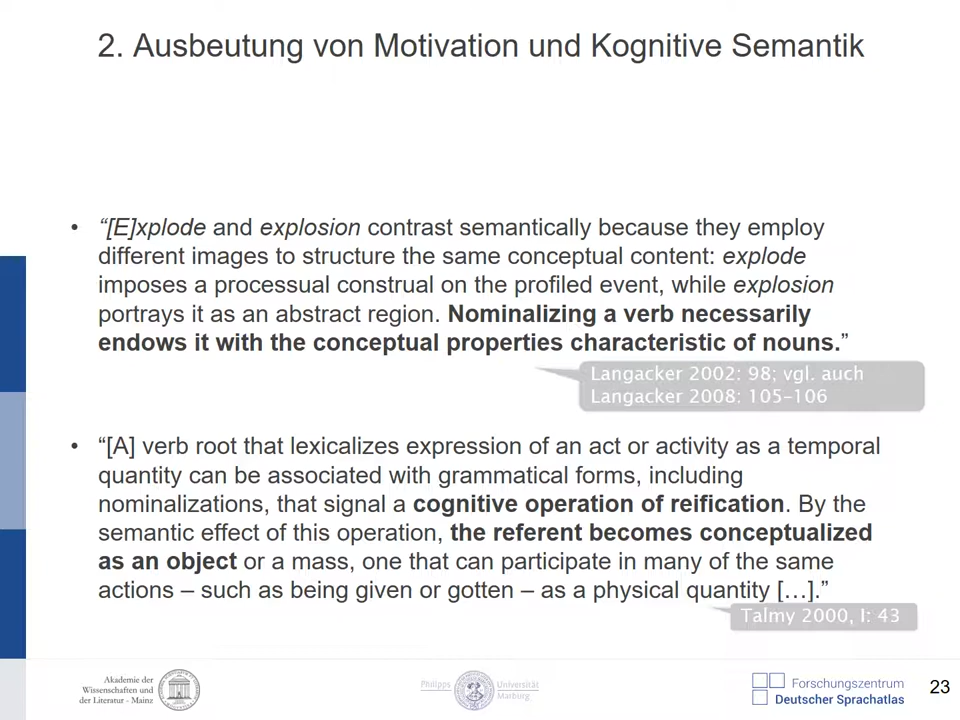 2. Ausbeutung von Motivation und Kognitive Semantik
• “[E]xplode and explosion contrast semantically because they employ
different images to structure the same conceptual content: explode
imposes a processual construal on the profiled event, while explosion
portrays it as an abstract region. Nominalizing a verb necessarily
endows it with the conceptual properties characteristic of nouns.”
Langacker 2002: 98; vgl. auch
Langacker 2008: 105–106
• “[A] verb root that lexicalizes expression of an act or activity as a temporal
quantity can be associated with grammatical forms, including
nominalizations, that signal a cognitive operation of reification. By the
semantic effect of this operation, the referent becomes conceptualized
as an object or a mass, one that can participate in many of the same
actions – such as being given or gotten – as a physical quantity […].”
Talmy 2000, I: 43
Akademie der
Wissenschaften und
der Literatur - Mainz
Philipps Universität
Marburg
Forschungszentrum
Deutscher Sprachatlas
23